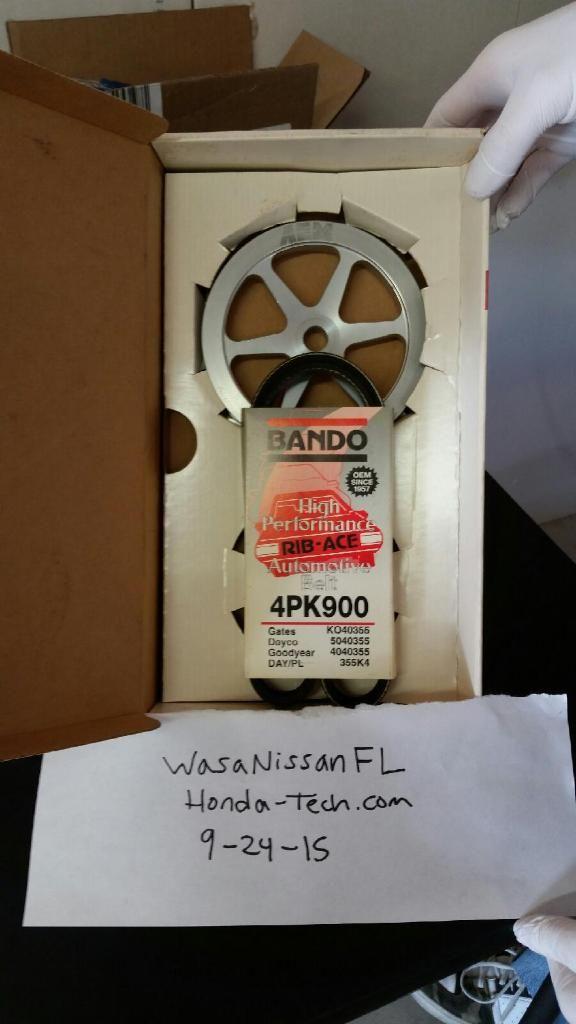 AEM
BANDO
OEM
SINCE
1957
High
Performance
RIB-ACE
Automotive
Belt
4PK900
Gates KO40355
Dayco 5040355
Goodyear 4040355
DAY/PL 355K4
WasaNissanFL
Honda-Tech.com
9-24-15